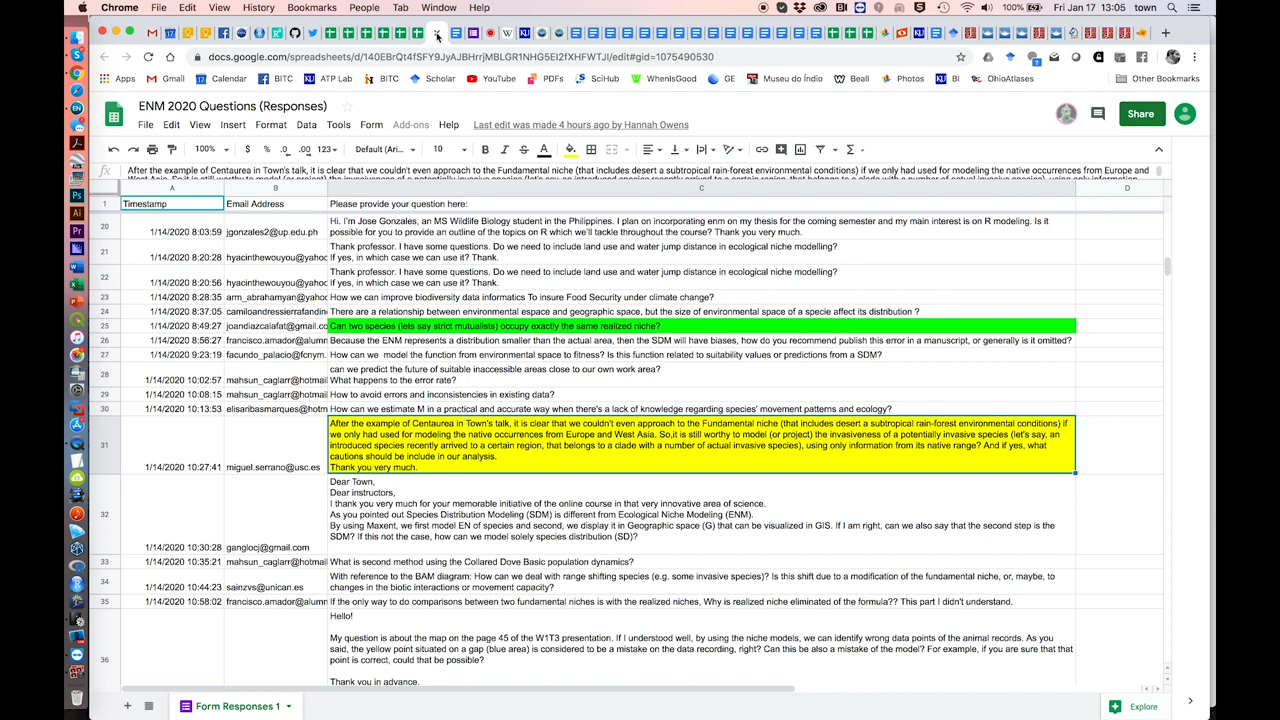 Chrome File Edit View History Bookmarks People Tab Window Help
100% Fri Jan 17 13:05 town
docs.google.com/spreadsheets/d/140EBrQt4fSFY9JyAJBHrrjMBLGR1NHG5EI2fXHFWTJI/edit#gid=1075490530
Apps Gmail Calendar BITC ATP Lab BITC Scholar YouTube PDFs SciHub WhenIsGood GE Museu do Índio Beall Photos BI OhioAtlases Other Bookmarks
ENM 2020 Questions (Responses)
File Edit View Insert Format Data Tools Form Add-ons Help Last edit was made 4 hours ago by Hannah Owens
Share
100% $ % .0 .00 123 Default (Ari... 10 B I S A
fx After the example of Centaurea in Town's talk, it is clear that we couldn't even approach to the Fundamental niche (that includes desert a subtropical rain-forest environmental conditions) if we only had used for modeling the native occurrences from Europe and
A B C D
1 Timestamp Email Address Please provide your question here:
Hi. I'm Jose Gonzales, an MS Wildlife Biology student in the Philippines. I plan on incorporating enm on my thesis for the coming semester and my main interest is on R modeling. Is it
20 1/14/2020 8:03:59 jgonzales2@up.edu.ph possible for you to provide an outline of the topics on R which we'll tackle throughout the course? Thank you very much.
Thank professor. I have some questions. Do we need to include land use and water jump distance in ecological niche modelling?
21 1/14/2020 8:20:28 hyacinthewouyou@yahoo If yes, in which case we can use it? Thank.
Thank professor. I have some questions. Do we need to include land use and water jump distance in ecological niche modelling?
22 1/14/2020 8:20:56 hyacinthewouyou@yahoo If yes, in which case we can use it? Thank.
23 1/14/2020 8:28:35 arm_abrahamyan@yahoo How we can improve biodiversity data informatics To insure Food Security under climate change?
24 1/14/2020 8:37:05 camiloandressierrafandin There are a relationship between environmental espace and geographic space, but the size of environmental space of a specie affect its distribution ?
25 1/14/2020 8:49:27 joandiazcalafat@gmail.co Can two species (lets say strict mutualists) occupy exactly the same realized niche?
26 1/14/2020 8:56:27 francisco.amador@alumn Because the ENM represents a distribution smaller than the actual area, then the SDM will have biases, how do you recommend publish this error in a manuscript, or generally is it omitted?
27 1/14/2020 9:23:19 facundo_palacio@fcnym. How can we model the function from environmental space to fitness? Is this function related to suitability values or predictions from a SDM?
can we predict the future of suitable inaccessible areas close to our own work area?
28 1/14/2020 10:02:57 mahsun_caglarr@hotmai What happens to the error rate?
29 1/14/2020 10:08:15 mahsun_caglarr@hotmai How to avoid errors and inconsistencies in existing data?
30 1/14/2020 10:13:53 elisaribasmarques@hotm How can we estimate M in a practical and accurate way when there's a lack of knowledge regarding species' movement patterns and ecology?
After the example of Centaurea in Town's talk, it is clear that we couldn't even approach to the Fundamental niche (that includes desert a subtropical rain-forest environmental conditions) if
we only had used for modeling the native occurrences from Europe and West Asia. So,it is still worthy to model (or project) the invasiveness of a potentially invasive species (let's say, an
31 introduced species recently arrived to a certain region, that belongs to a clade with a number of actual invasive species), using only information from its native range? And if yes, what
cautions should be include in our analysis.
1/14/2020 10:27:41 miguel.serrano@usc.es Thank you very much.
Dear Town,
Dear instructors,
I thank you very much for your memorable initiative of the online course in that very innovative area of science.
32 As you pointed out Species Distribution Modeling (SDM) is different from Ecological Niche Modeling (ENM).
By using Maxent, we first model EN of species and second, we display it in Geographic space (G) that can be visualized in GIS. If I am right, can we also say that the second step is the
SDM? If this not the case, how can we model solely species distribution (SD)?
1/14/2020 10:30:28 ganglocj@gmail.com
33 1/14/2020 10:35:21 mahsun_caglarr@hotmai What is second method using the Collared Dove Basic population dynamics?
With reference to the BAM diagram: How can we deal with range shifting species (e.g. some invasive species)? Is this shift due to a modification of the fundamental niche, or, maybe, to
34 1/14/2020 10:44:23 sainzvs@unican.es changes in the biotic interactions or movement capacity?
35 1/14/2020 10:58:02 francisco.amador@alumn If the only way to do comparisons between two fundamental niches is with the realized niches, Why is realized niche eliminated of the formula?? This part I didn't understand.
Hello!
My question is about the map on the page 45 of the W1T3 presentation. If I understood well, by using the niche models, we can identify wrong data points of the animal records. As you
said, the yellow point situated on a gap (blue area) is considered to be a mistake on the data recording, right? Can this be also a mistake of the model? For example, if you are sure that that
36 point is correct, could that be possible?
Thank you in advance.
Form Responses 1
Explore